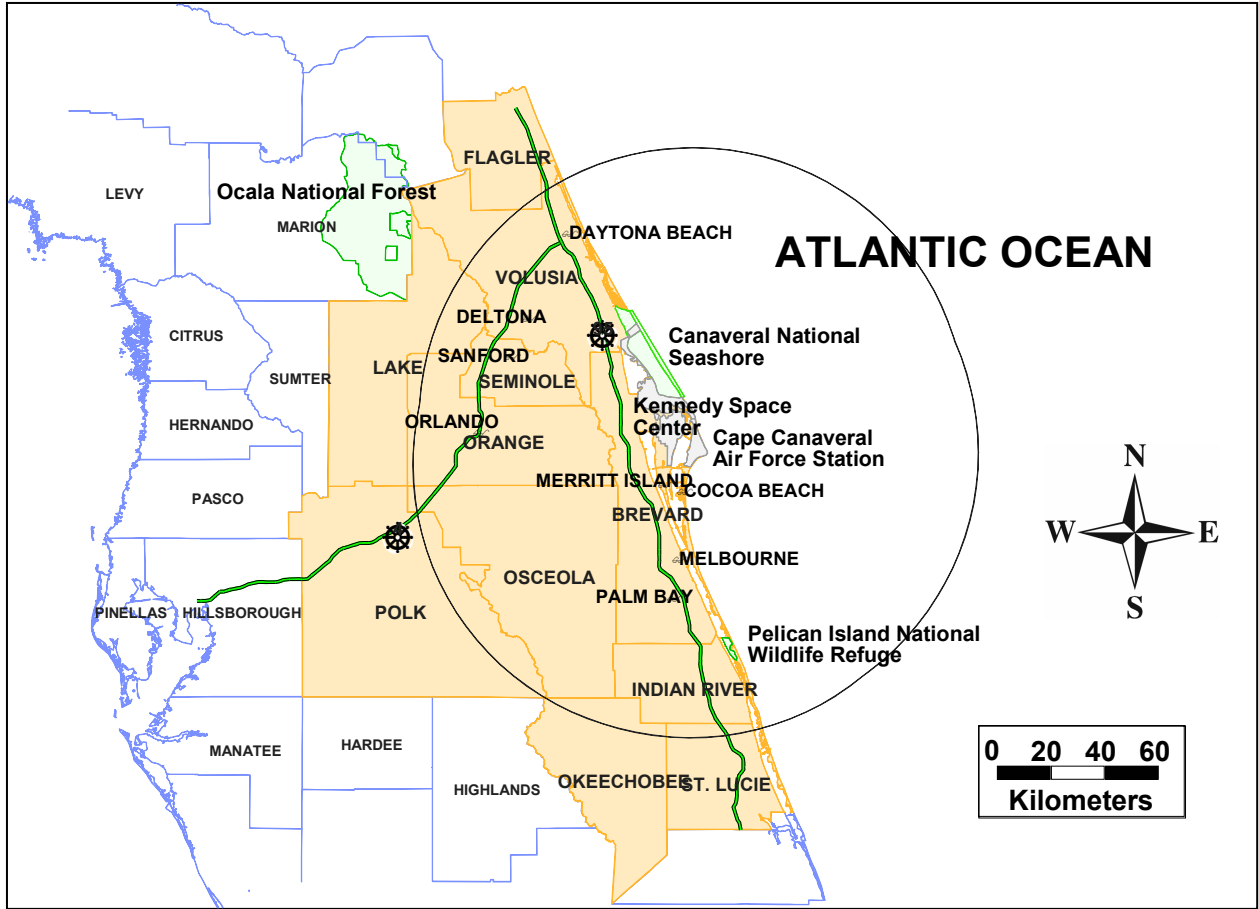 FLAGLER
LEVY
Ocala National Forest
MARION
DAYTONA BEACH
ATLANTIC OCEAN
VOLUSIA
DELTONA
CITRUS
Canaveral National
Seashore
SANFORD
LAKE
SUMTER
SEMINOLE
Kennedy Space
Center
HERNANDO
ORLANDO
ORANGE
Cape Canaveral
Air Force Station
N
MERRITT ISLAND
COCOA BEACH
PASCO
BREVARD
W
E
MELBOURNE
OSCEOLA
PALM BAY
S
PINELLAS
HILLSBOROUGH
POLK
Pelican Island National
Wildlife Refuge
INDIAN RIVER
MANATEE
HARDEE
0 20 40 60
Kilometers
HIGHLANDS
OKEECHOBEE
ST. LUCIE